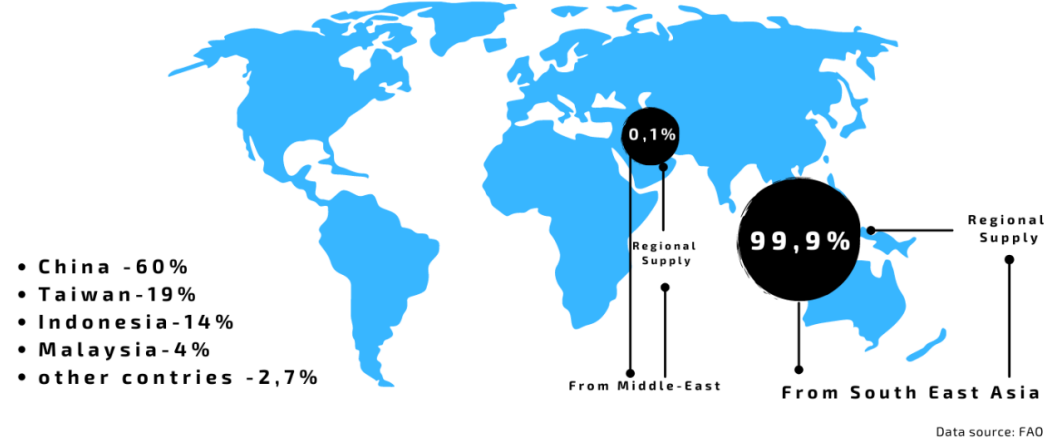 0,1%
99,9%
Regional
Supply
Regional
Supply
• China -60%
• Taiwan-19%
• Indonesia-14%
• Malaysia-4%
• other contries -2,7%
From Middle-East
From South East Asia
Data source: FAO